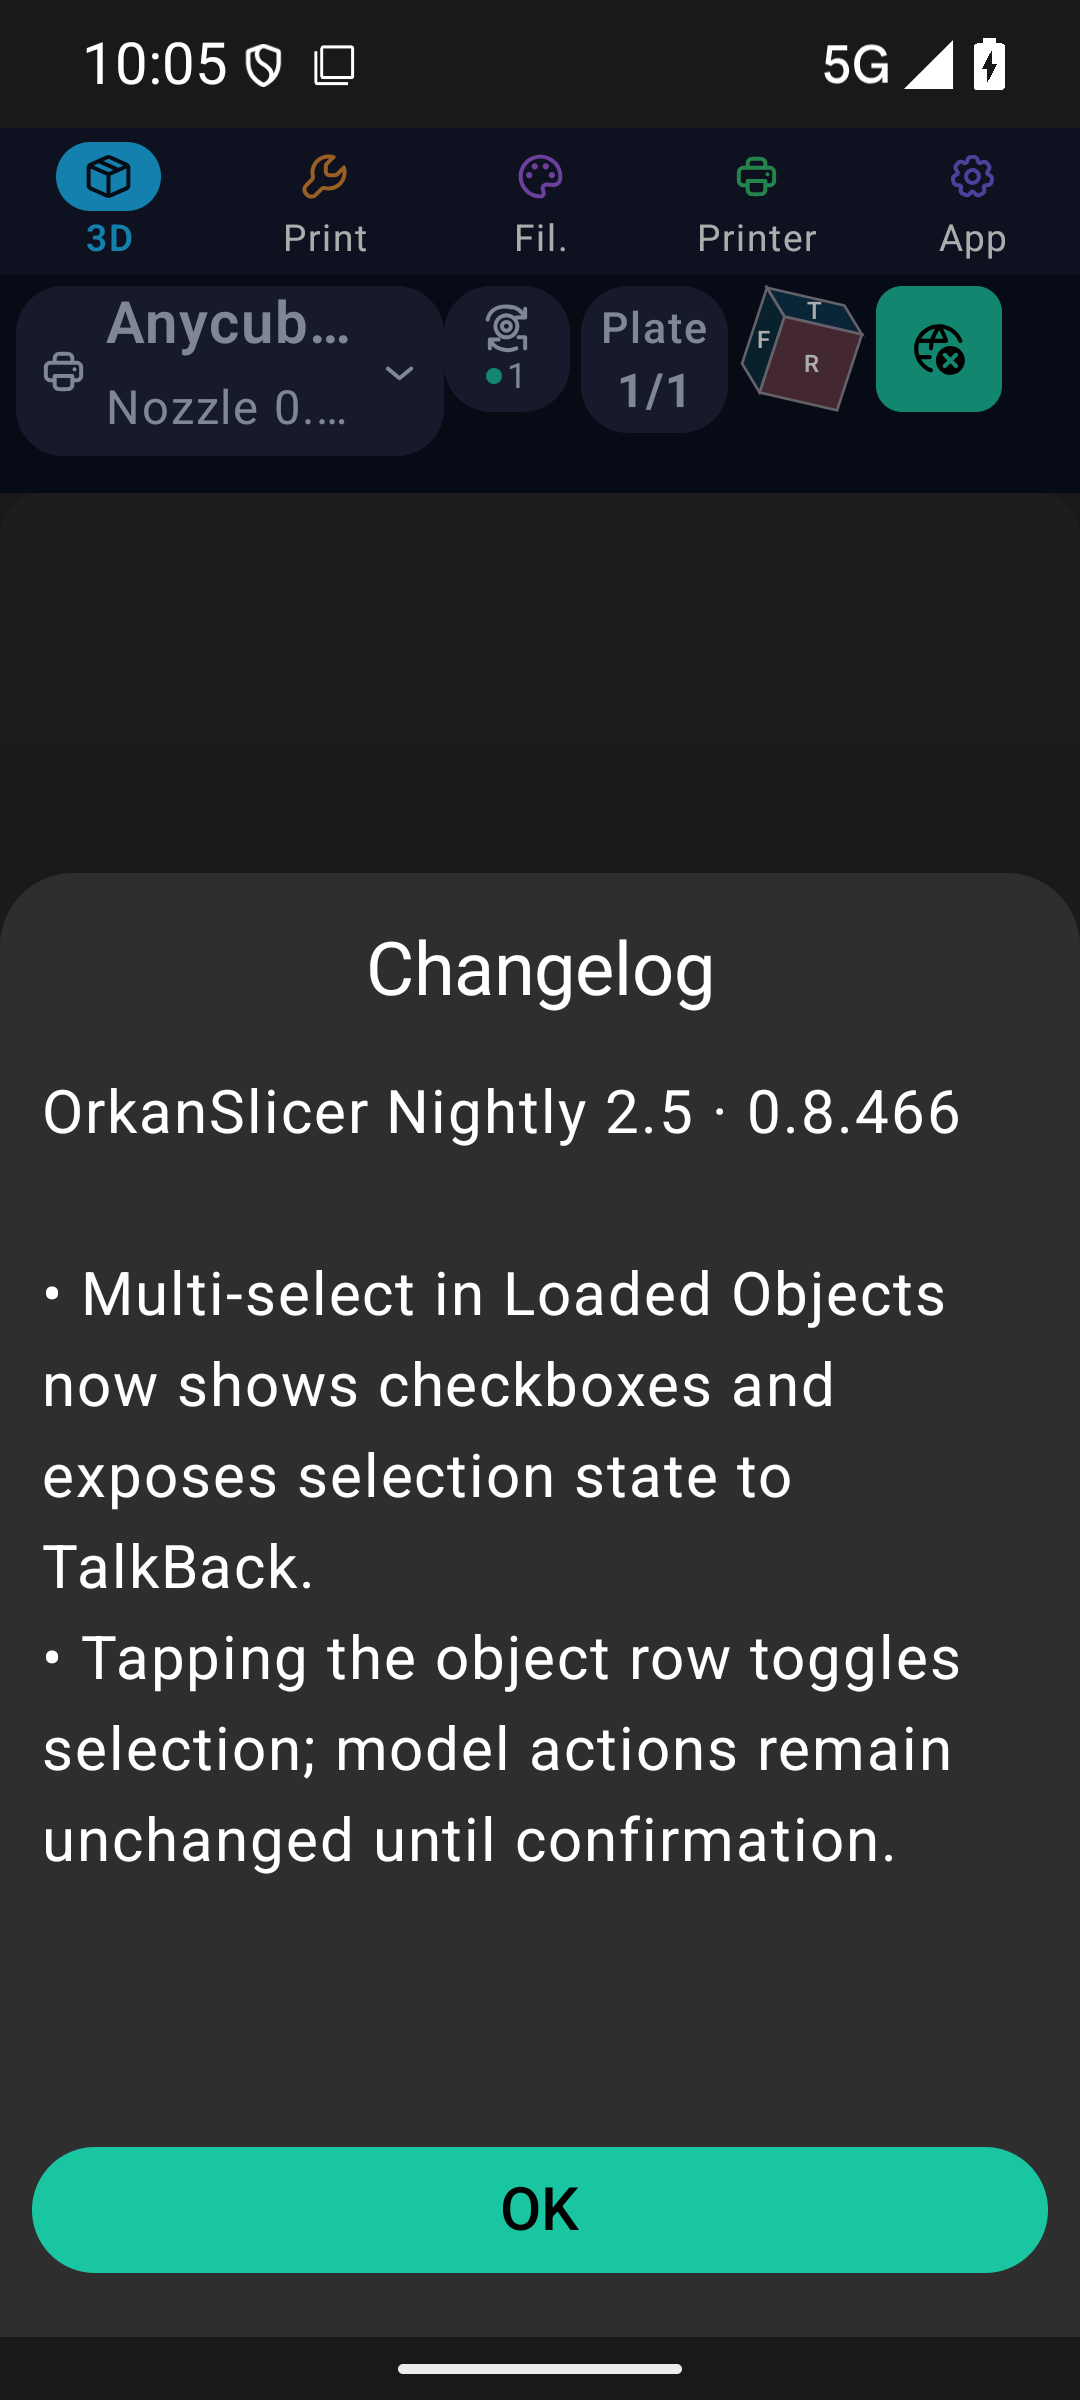 10:05
5G
3D
Print
Fil.
Printer
App
Anycub...
Nozzle 0....
1
Plate
1/1
T
F
R
Changelog
OrkanSlicer Nightly 2.5 · 0.8.466
• Multi-select in Loaded Objects
now shows checkboxes and
exposes selection state to
TalkBack.
• Tapping the object row toggles
selection; model actions remain
unchanged until confirmation.
OK